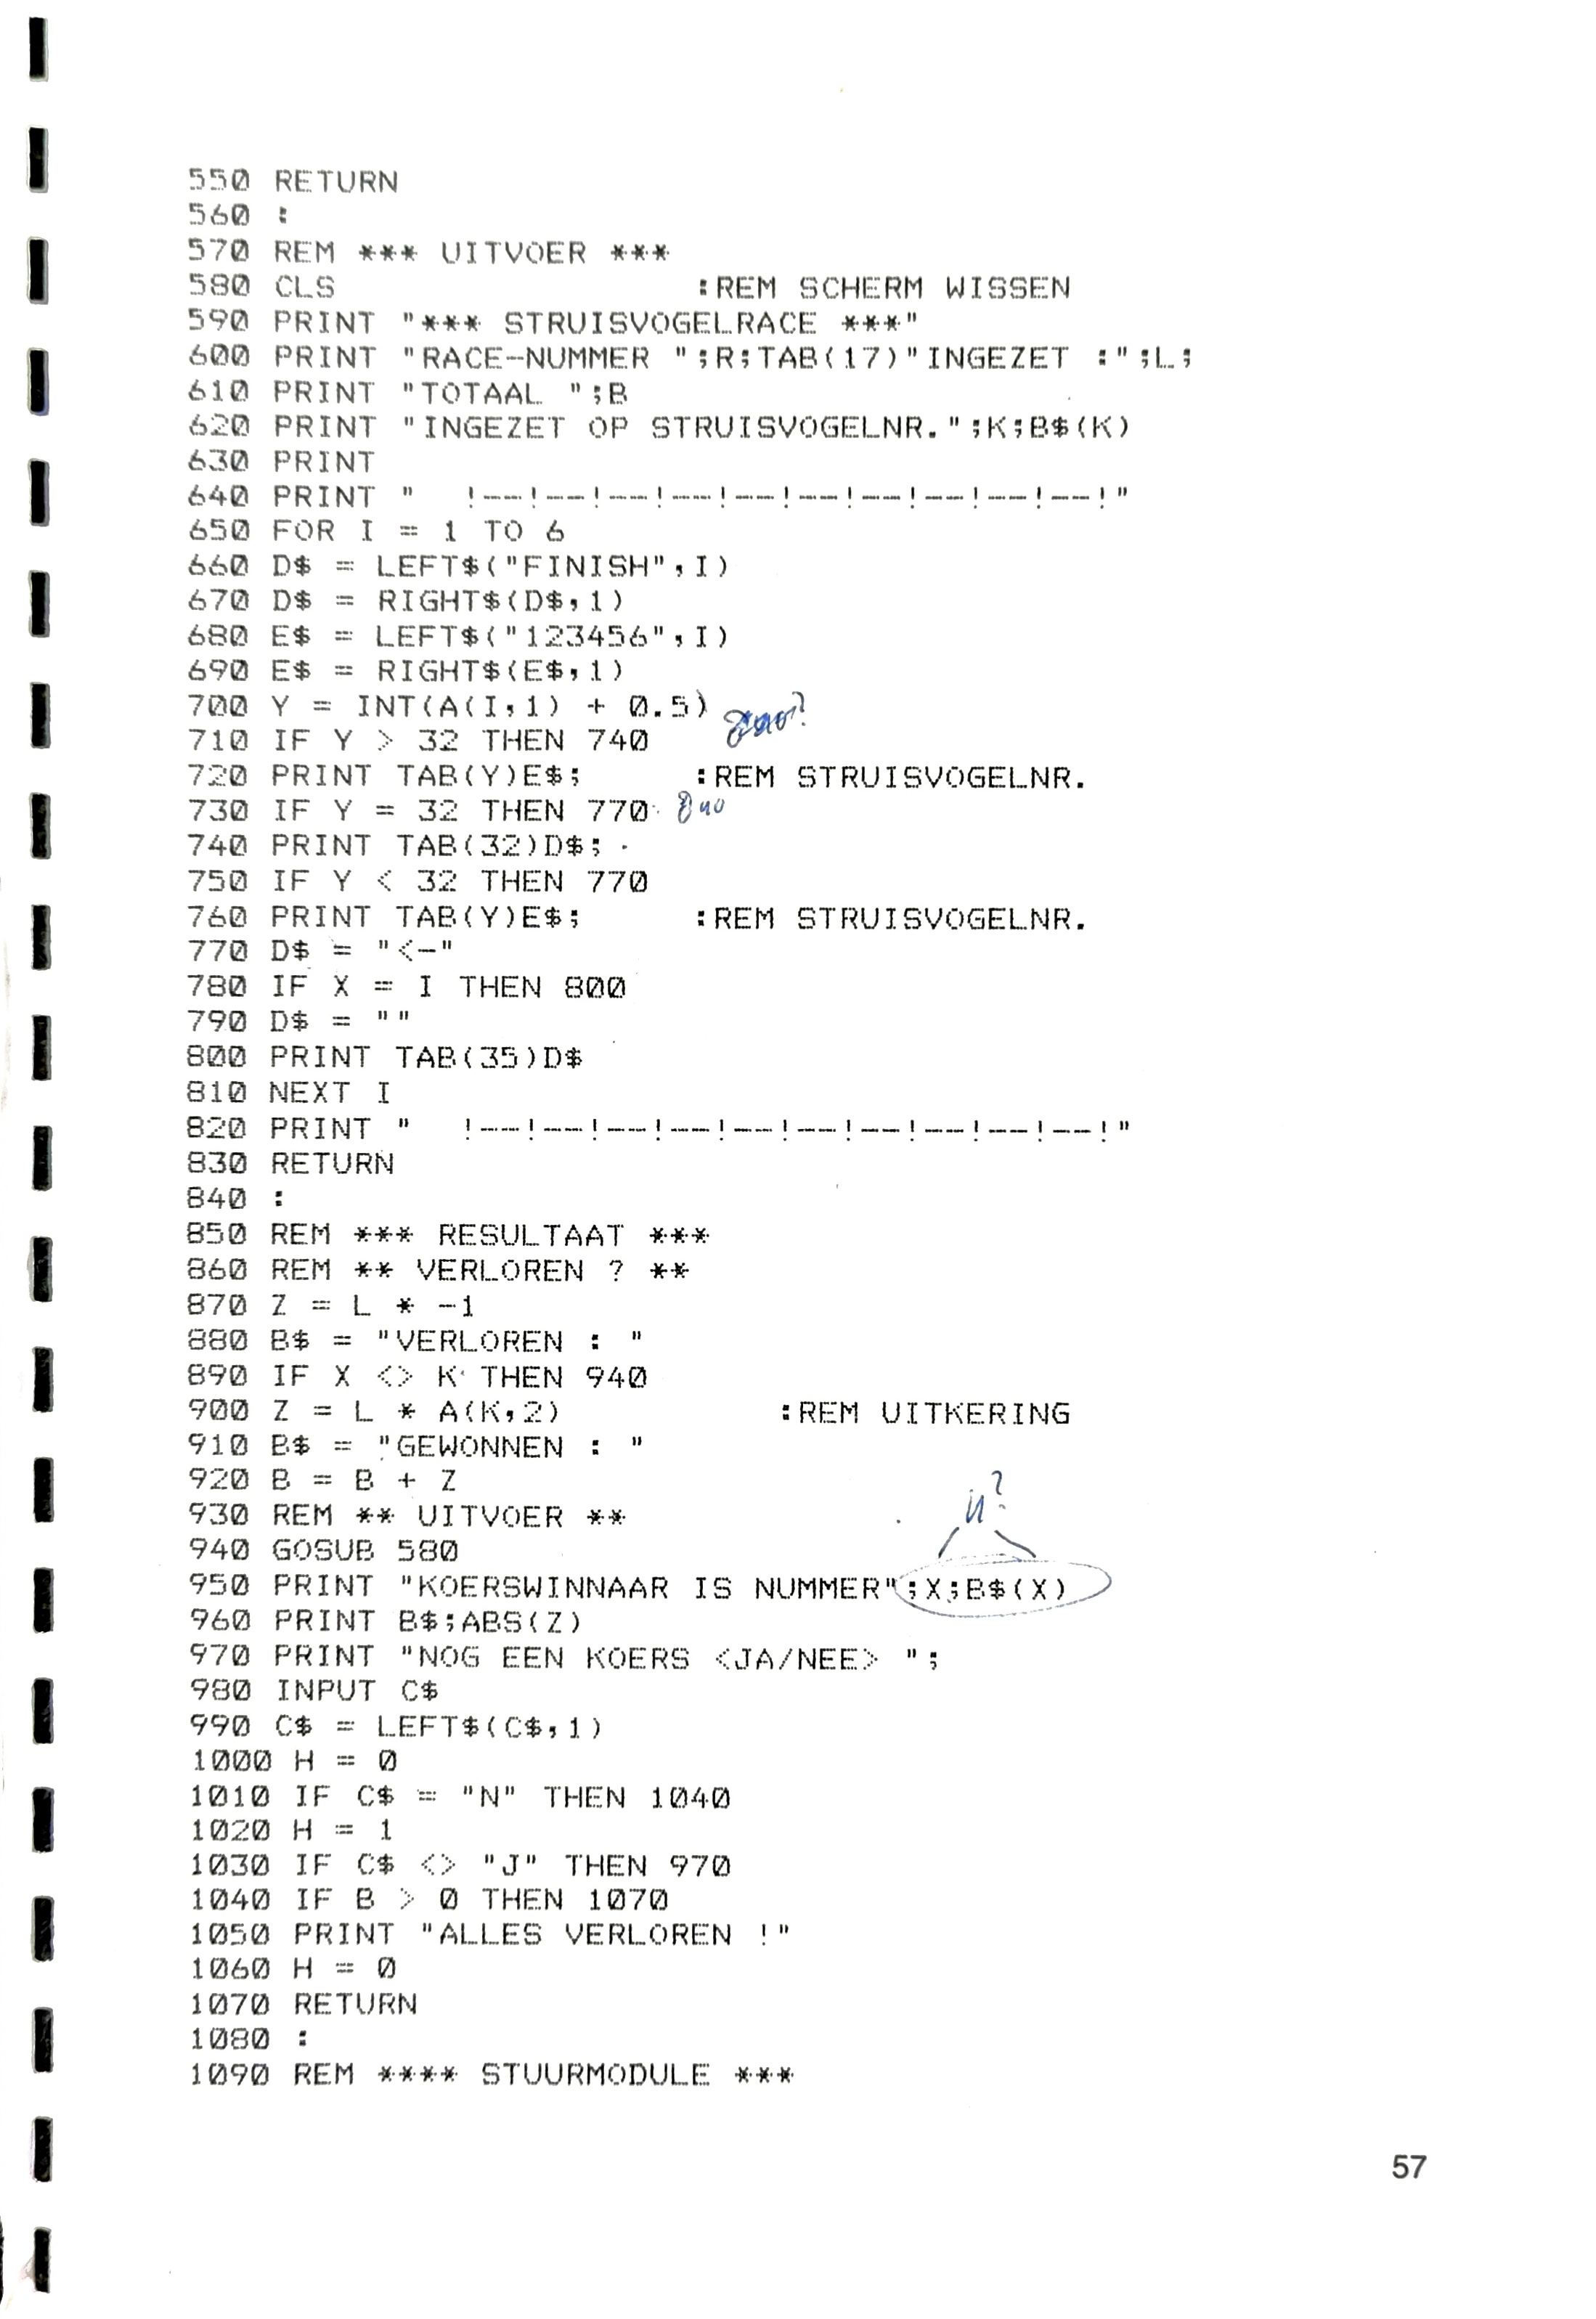 550 RETURN
560 :
570 REM *** UITVOER ***
580 CLS                 :REM SCHERM WISSEN
590 PRINT "*** STRUISVOGELRACE ***"
600 PRINT "RACE-NUMMER ";R;TAB(17)"INGEZET :";L;
610 PRINT "TOTAAL ";B
620 PRINT "INGEZET OP STRUISVOGELNR.";K;B$(K)
630 PRINT
640 PRINT "  !--!--!--!--!--!--!--!--!--!--!"
650 FOR I = 1 TO 6
660 D$ = LEFT$("FINISH",I)
670 D$ = RIGHT$(D$,1)
680 E$ = LEFT$("123456",I)
690 E$ = RIGHT$(E$,1)
700 Y = INT(A(I,1) + 0.5)
710 IF Y > 32 THEN 740
720 PRINT TAB(Y)E$;     :REM STRUISVOGELNR.
730 IF Y = 32 THEN 770
740 PRINT TAB(32)D$;
750 IF Y < 32 THEN 770
760 PRINT TAB(Y)E$;     :REM STRUISVOGELNR.
770 D$ = "<-"
780 IF X = I THEN 800
790 D$ = ""
800 PRINT TAB(35)D$
810 NEXT I
820 PRINT "  !--!--!--!--!--!--!--!--!--!--!"
830 RETURN
840 :
850 REM *** RESULTAAT ***
860 REM ** VERLOREN ? **
870 Z = L * -1
880 B$ = "VERLOREN : "
890 IF X <> K THEN 940
900 Z = L * A(K,2)          :REM UITKERING
910 B$ = "GEWONNEN : "
920 B = B + Z
930 REM ** UITVOER **
940 GOSUB 580
950 PRINT "KOERSWINNAAR IS NUMMER";X;B$(X)
960 PRINT B$;ABS(Z)
970 PRINT "NOG EEN KOERS <JA/NEE> ";
980 INPUT C$
990 C$ = LEFT$(C$,1)
1000 H = 0
1010 IF C$ = "N" THEN 1040
1020 H = 1
1030 IF C$ <> "J" THEN 970
1040 IF B > 0 THEN 1070
1050 PRINT "ALLES VERLOREN !"
1060 H = 0
1070 RETURN
1080 :
1090 REM **** STUURMODULE ***
57